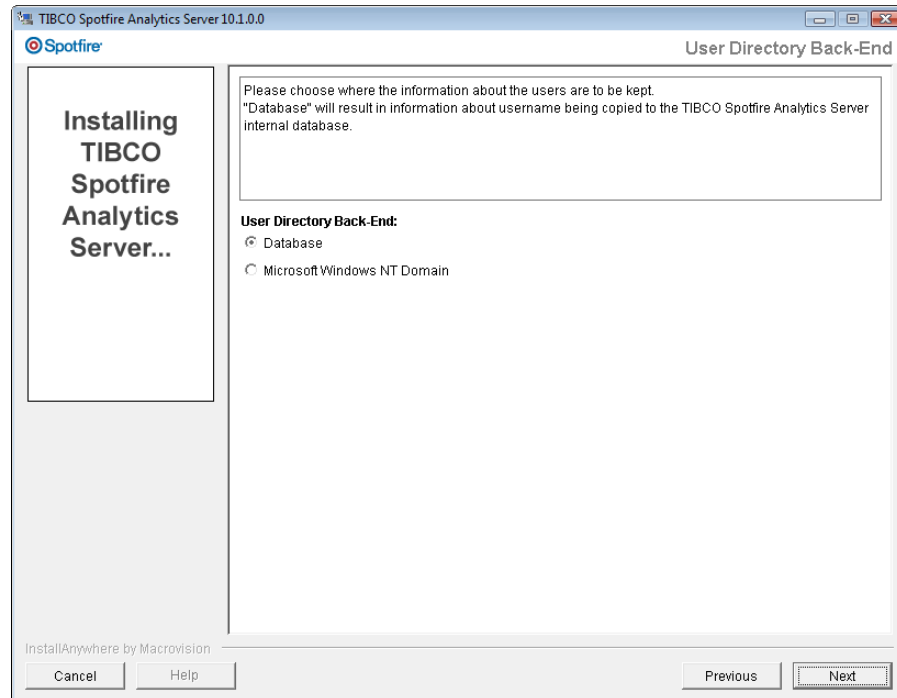 TIBCO Spotfire Analytics Server 10.1.0.0
Spotfire
User Directory Back-End
Installing
TIBCO
Spotfire
Analytics
Server...
Please choose where the information about the users are to be kept.
"Database" will result in information about username being copied to the TIBCO Spotfire Analytics Server
internal database.
User Directory Back-End:
Database
Microsoft Windows NT Domain
InstallAnywhere by Macrovision
Cancel
Help
Previous
Next